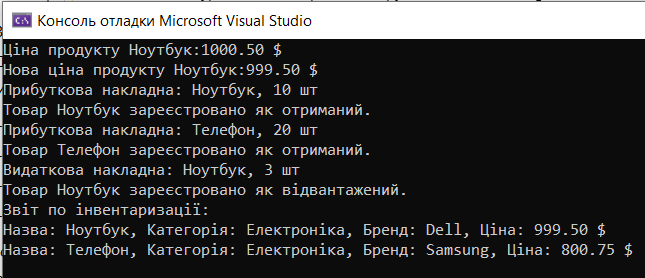 Консоль отладки Microsoft Visual Studio
Ціна продукту Ноутбук:1000.50 $
Нова ціна продукту Ноутбук:999.50 $
Прибуткова накладна: Ноутбук, 10 шт
Товар Ноутбук зареєстровано як отриманий.
Прибуткова накладна: Телефон, 20 шт
Товар Телефон зареєстровано як отриманий.
Видаткова накладна: Ноутбук, 3 шт
Товар Ноутбук зареєстровано як відвантажений.
Звіт по інвентаризації:
Назва: Ноутбук, Категорія: Електроніка, Бренд: Dell, Ціна: 999.50 $
Назва: Телефон, Категорія: Електроніка, Бренд: Samsung, Ціна: 800.75 $